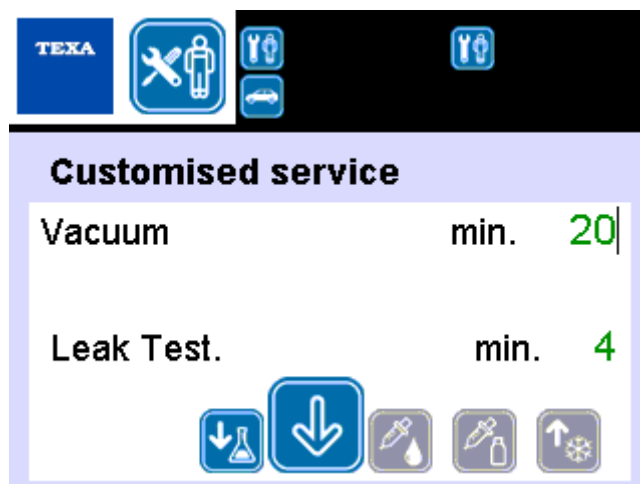 TEXA
Customised service
Vacuum min. 20
Leak Test. min. 4